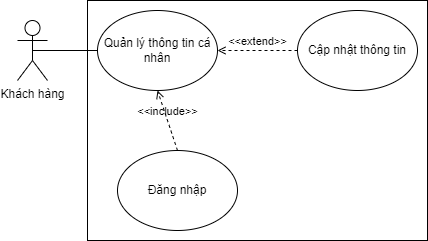 Quản lý thông tin cá
nhân
<<extend>>
Cập nhật thông tin
Khách hàng
<<include>>
Đăng nhập